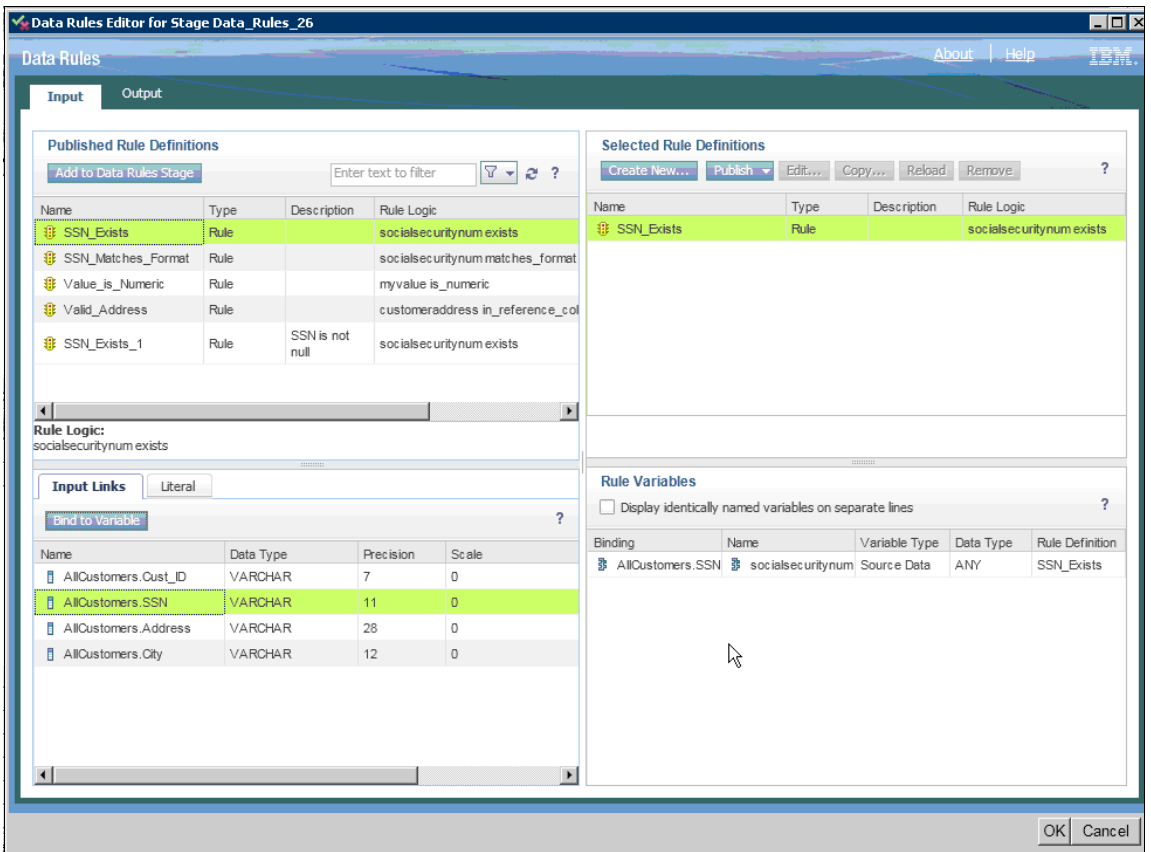 Data Rules Editor for Stage Data_Rules_26
Data Rules
About | Help
IBM.
Input Output
Published Rule Definitions
Add to Data Rules Stage Enter text to filter ?
Name Type Description Rule Logic
SSN_Exists Rule socialsecuritynum exists
SSN_Matches_Format Rule socialsecuritynum matches_format
Value_is_Numeric Rule myvalue is_numeric
Valid_Address Rule customeraddress in_reference_col
SSN_Exists_1 Rule SSN is not null socialsecuritynum exists
Rule Logic:
socialsecuritynum exists
Selected Rule Definitions
Create New... Publish Edit... Copy... Reload Remove ?
Name Type Description Rule Logic
SSN_Exists Rule socialsecuritynum exists
Input Links Literal
Bind to Variable ?
Name Data Type Precision Scale
AllCustomers.Cust_ID VARCHAR 7 0
AllCustomers.SSN VARCHAR 11 0
AllCustomers.Address VARCHAR 28 0
AllCustomers.City VARCHAR 12 0
Rule Variables
Display identically named variables on separate lines ?
Binding Name Variable Type Data Type Rule Definition
AllCustomers.SSN socialsecuritynum Source Data ANY SSN_Exists
OK Cancel